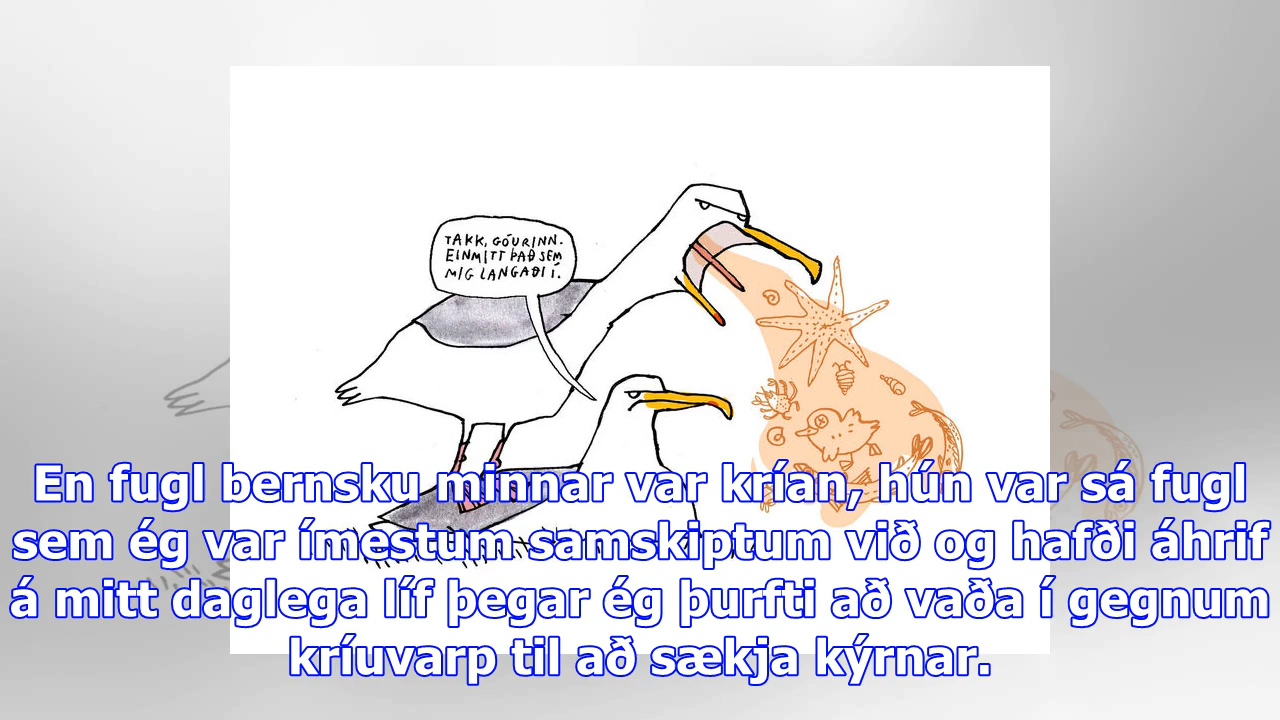 TAKK, GÓURINN.
EINMITT ÞAÐ SEM
MIG LANGAÐI Í.
En fugl bernsku minnar var krían, hún var sá fugl
sem ég var ímestum samskiptum við og hafði áhrif
á mitt daglega líf þegar ég þurfti að vaða í gegnum
kríuvarp til að sækja kýrnar.